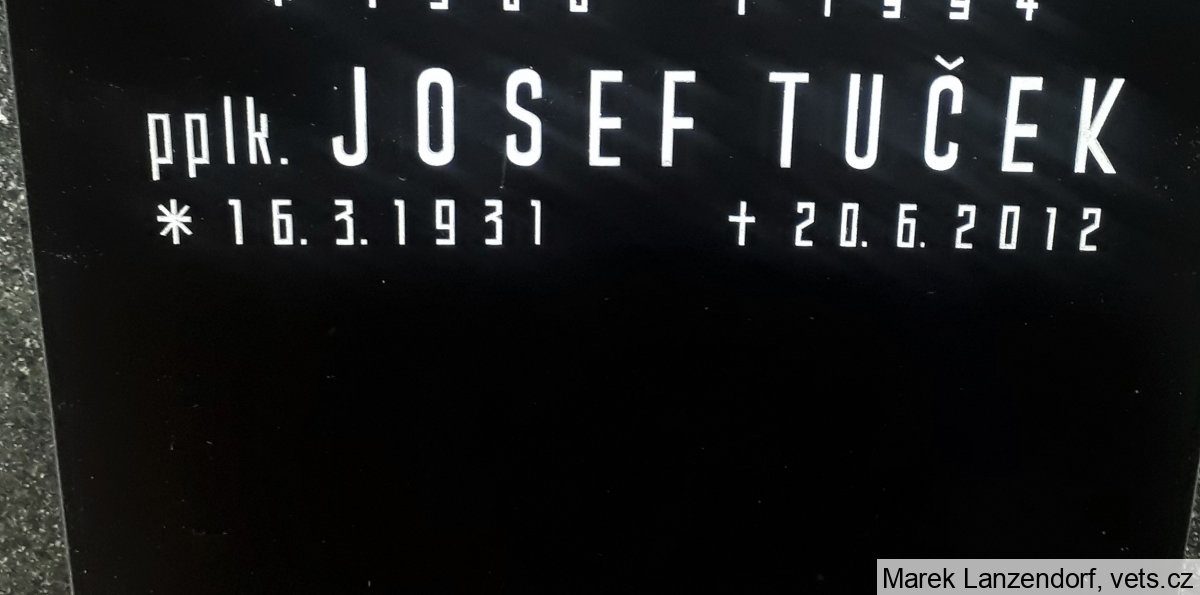 pplk. JOSEF TUČEK
* 16.3.1931 † 20.6.2012
Marek Lanzendorf, vets.cz